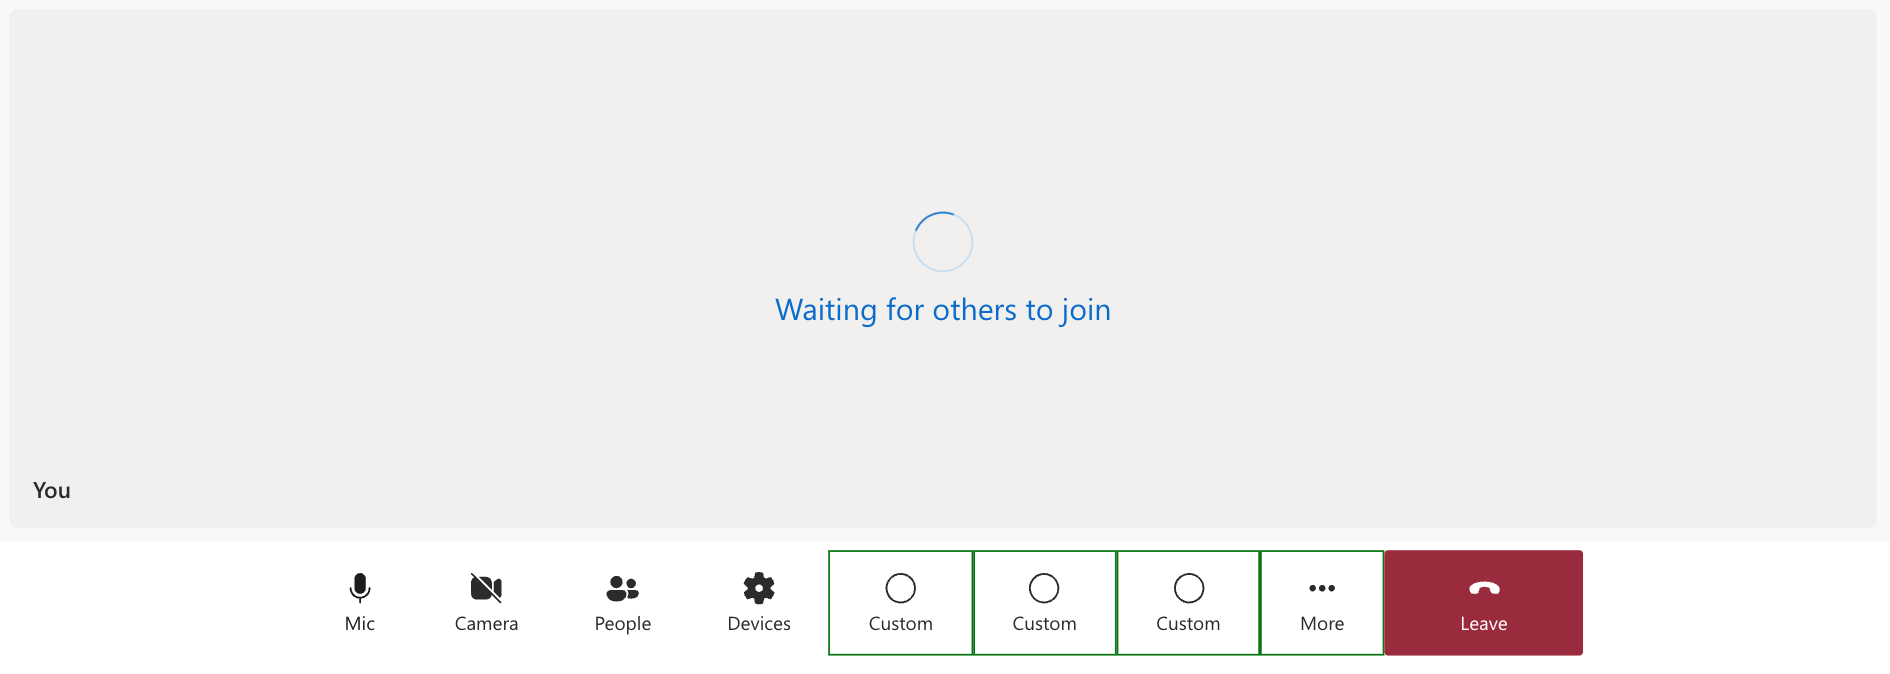 Waiting for others to join
You
Mic Camera People Devices Custom Custom Custom More Leave